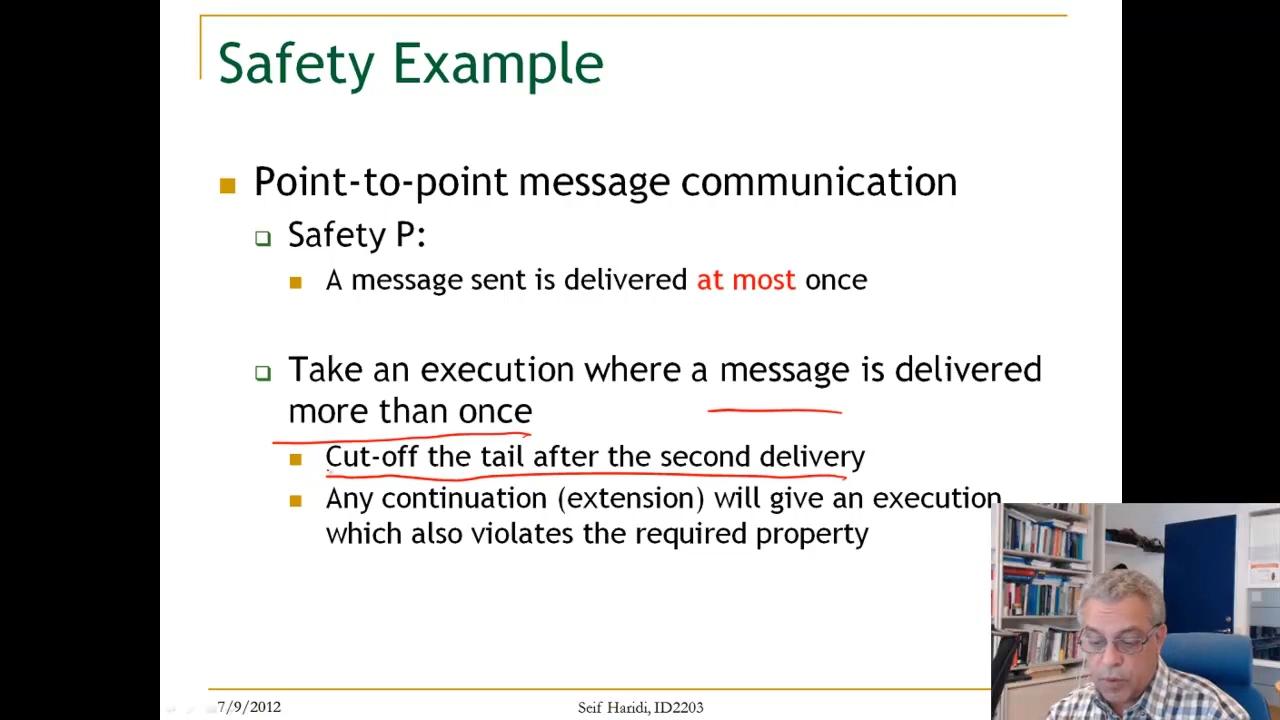 Safety Example
Point-to-point message communication
Safety P:
A message sent is delivered at most once
Take an execution where a message is delivered
more than once
Cut-off the tail after the second delivery
Any continuation (extension) will give an execution
which also violates the required property
7/9/2012
Seif Haridi, ID2203